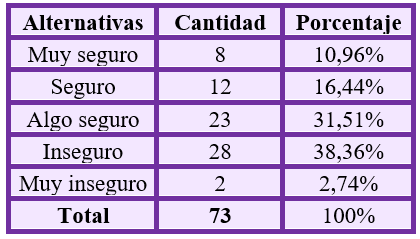 Alternativas Cantidad Porcentaje
Muy seguro 8 10,96%
Seguro 12 16,44%
Algo seguro 23 31,51%
Inseguro 28 38,36%
Muy inseguro 2 2,74%
Total 73 100%